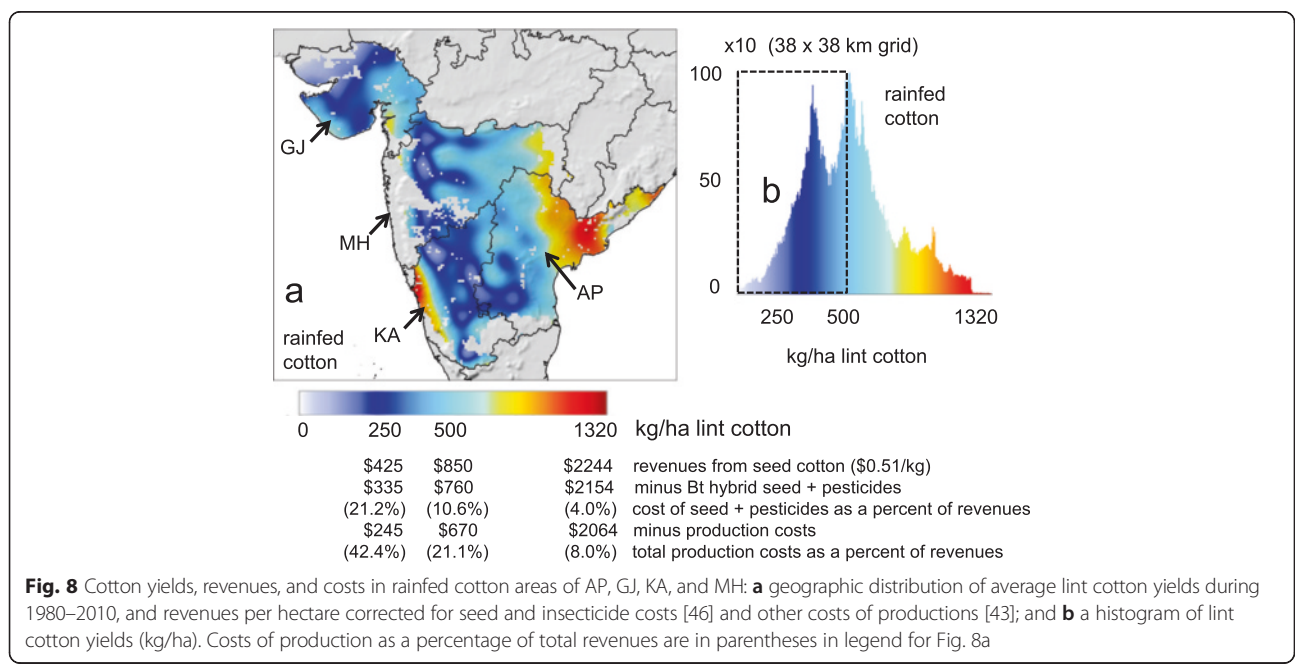 x10 (38 x 38 km grid)
100
50
0
rainfed
cotton
b
250 500 1320
kg/ha lint cotton
GJ
MH
a
AP
KA
rainfed
cotton
0 250 500 1320 kg/ha lint cotton
$425 $850 $2244 revenues from seed cotton ($0.51/kg)
$335 $760 $2154 minus Bt hybrid seed + pesticides
(21.2%) (10.6%) (4.0%) cost of seed + pesticides as a percent of revenues
$245 $670 $2064 minus production costs
(42.4%) (21.1%) (8.0%) total production costs as a percent of revenues
Fig. 8 Cotton yields, revenues, and costs in rainfed cotton areas of AP, GJ, KA, and MH: a geographic distribution of average lint cotton yields during
1980–2010, and revenues per hectare corrected for seed and insecticide costs [46] and other costs of productions [43]; and b a histogram of lint
cotton yields (kg/ha). Costs of production as a percentage of total revenues are in parentheses in legend for Fig. 8a